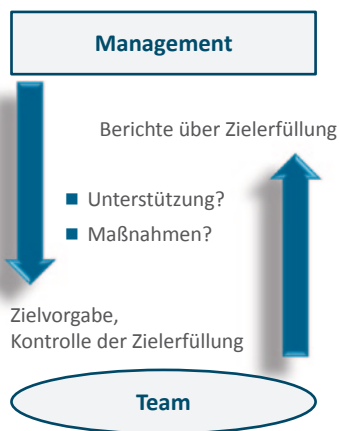 Management
Berichte über Zielerfüllung
Unterstützung?
Maßnahmen?
Zielvorgabe,
Kontrolle der Zielerfüllung
Team